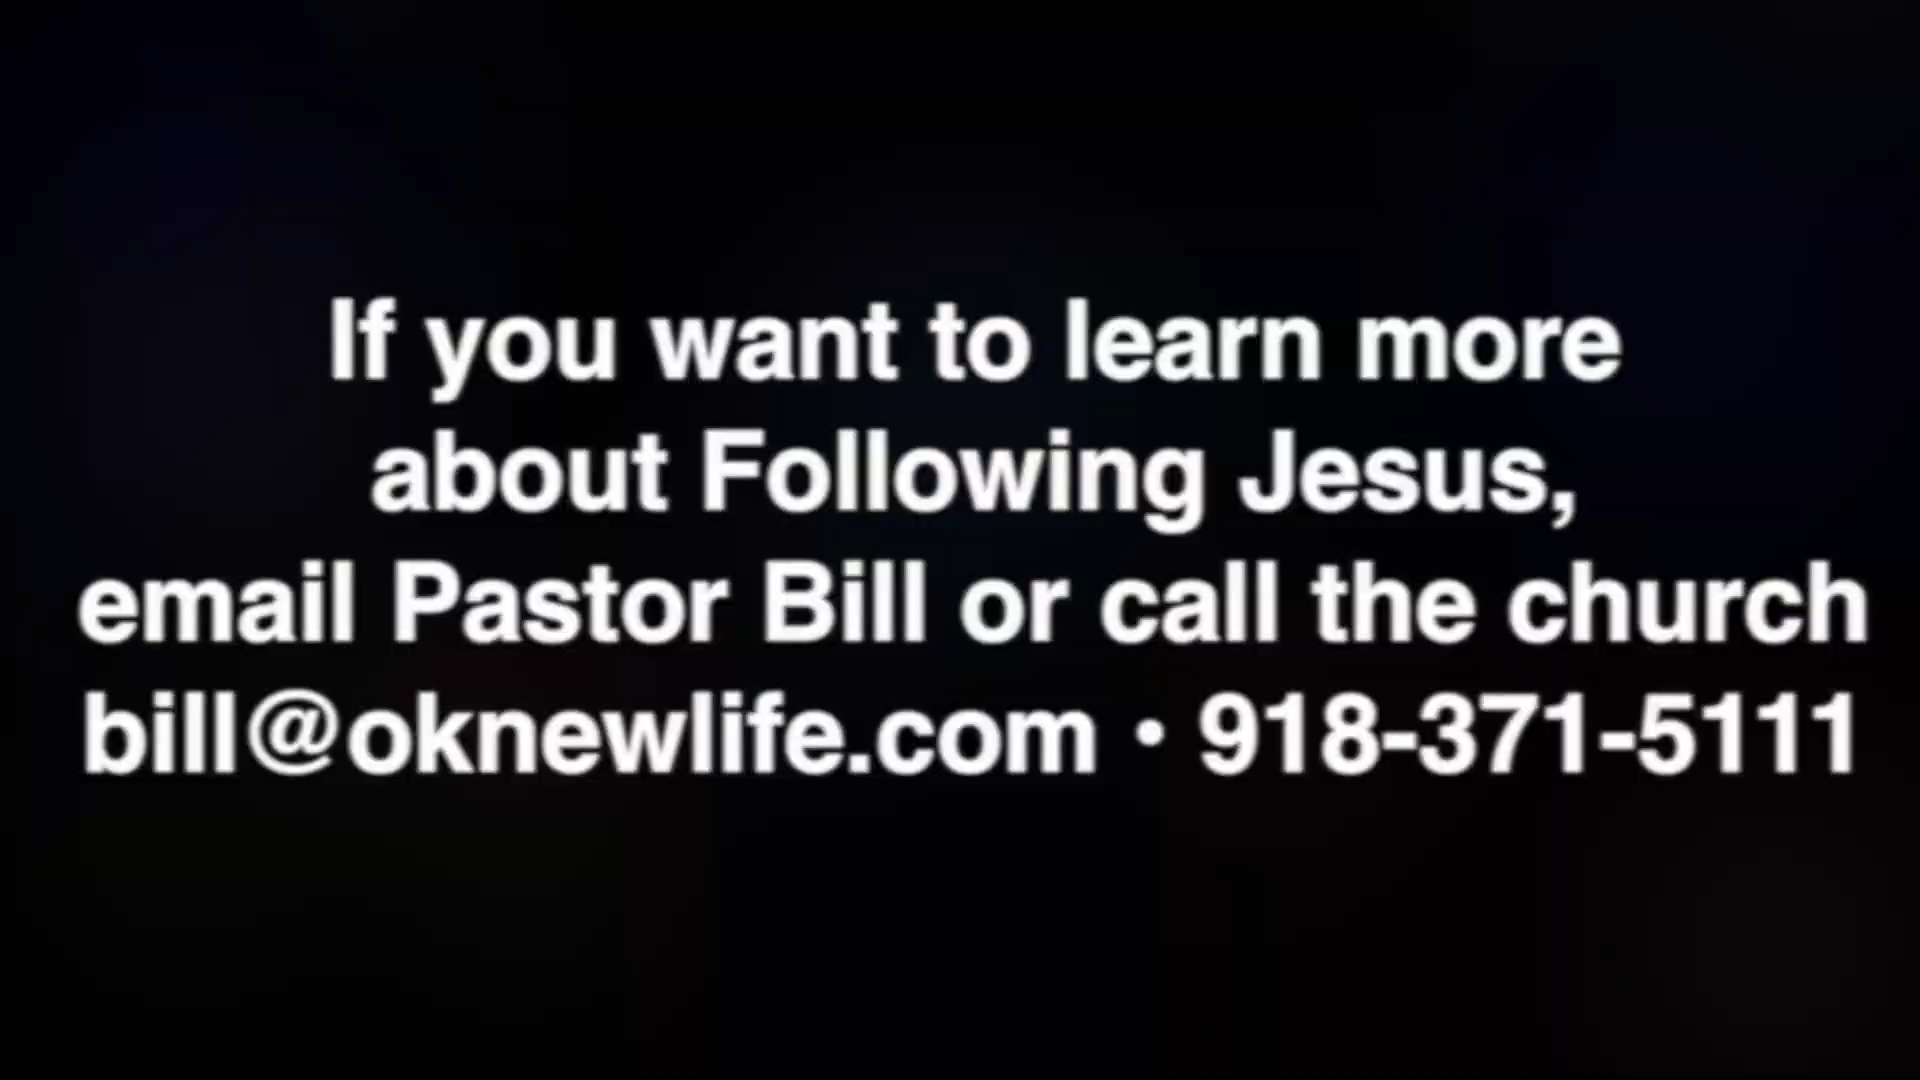 If you want to learn more
about Following Jesus,
email Pastor Bill or call the church
bill@oknewlife.com • 918-371-5111